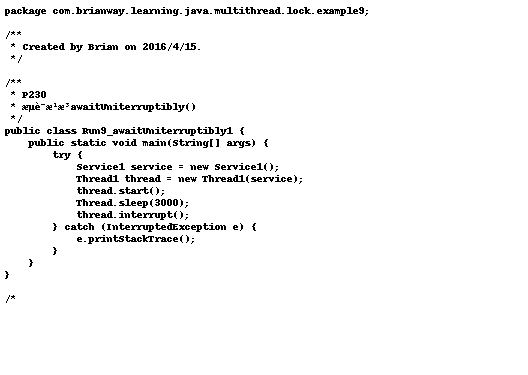 package com.brianway.learning.java.multithread.lock.example9;

/**
 * Created by Brian on 2016/4/15.
 */

/**
 * P230
 * æµè¯æ¹æ³awaitUniterruptibly()
 */
public class Run9_awaitUniterruptibly1 {
    public static void main(String[] args) {
        try {
            Service1 service = new Service1();
            Thread1 thread = new Thread1(service);
            thread.start();
            Thread.sleep(3000);
            thread.interrupt();
        } catch (InterruptedException e) {
            e.printStackTrace();
        }
    }
}

/*